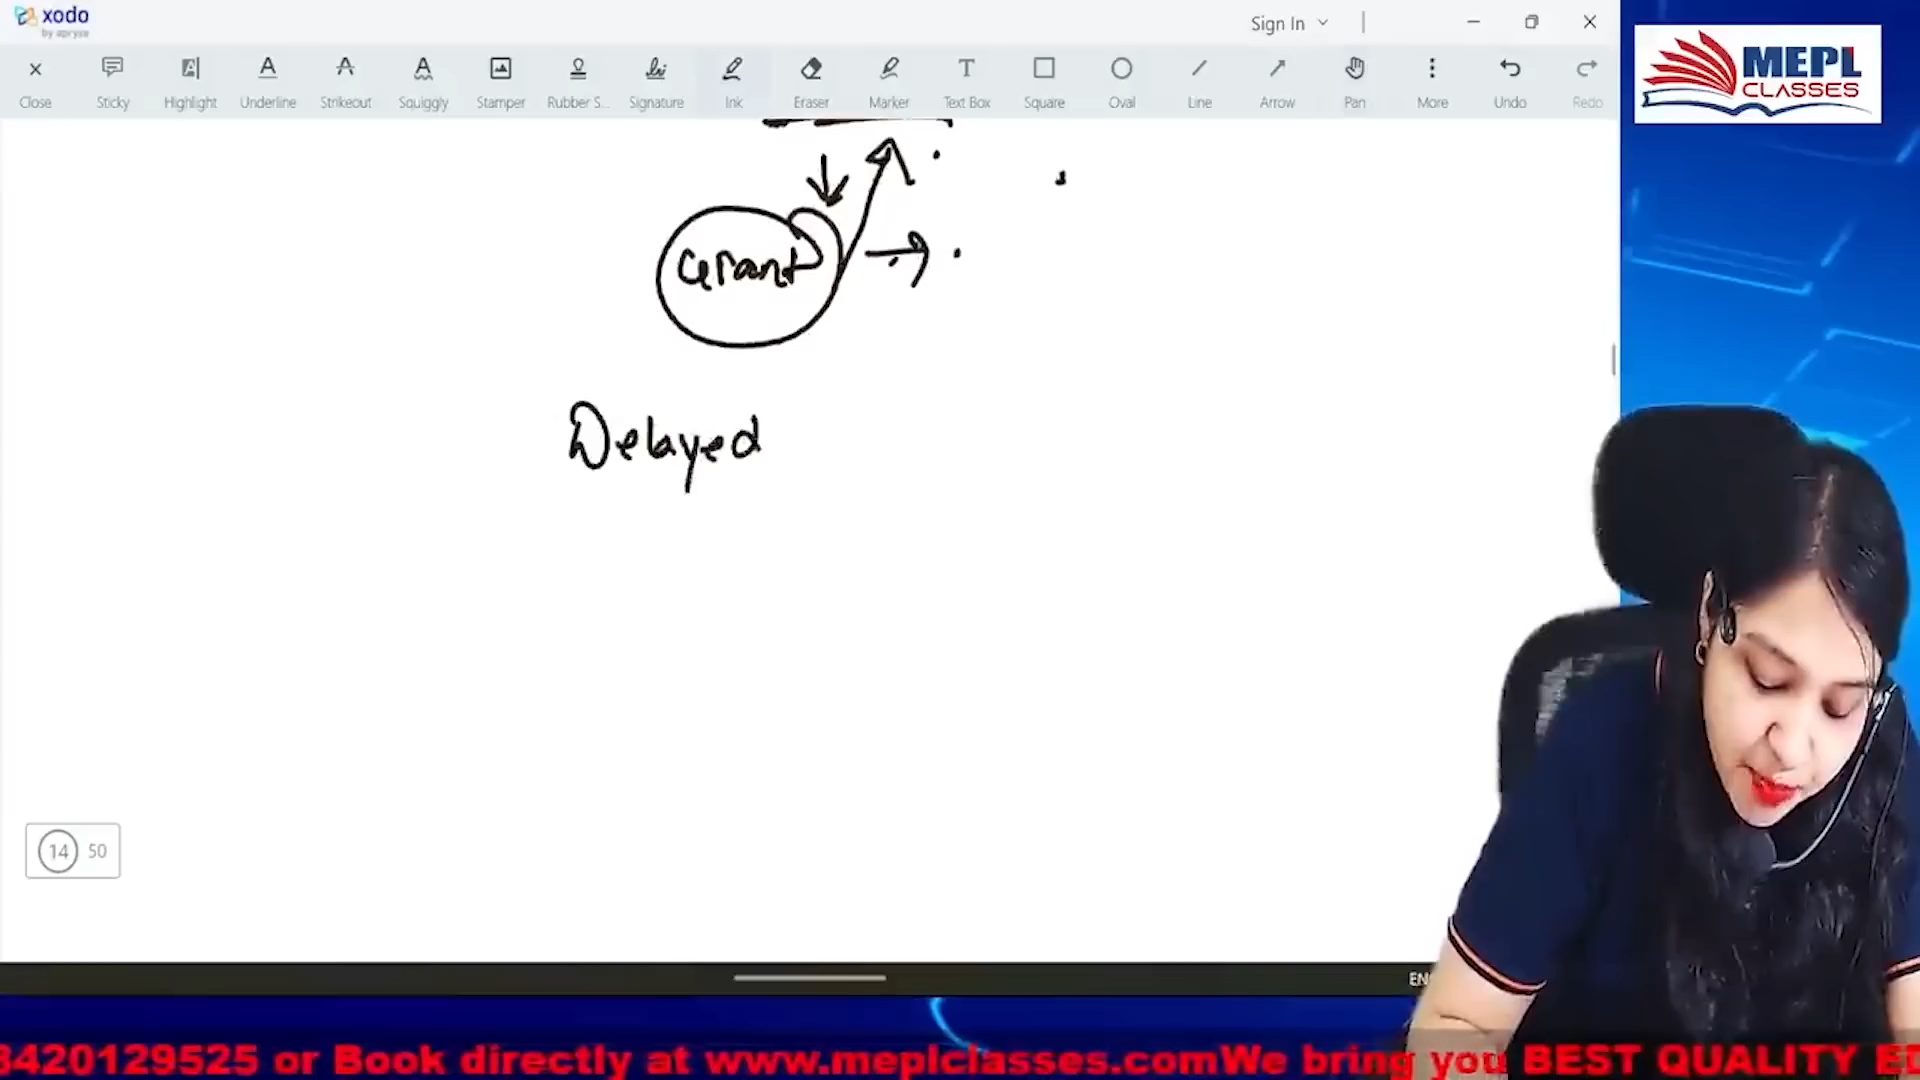 xodo
by apryse
Sign In
Close Sticky Highlight Underline Strikeout Squiggly Stamper Rubber S... Signature Ink Eraser Marker Text Box Square Oval Line Arrow Pan More Undo Redo
MEPL
CLASSES
Grant
Delayed
14 50
EN
8420129525 or Book directly at www.meplclasses.comWe bring you BEST QUALITY ED